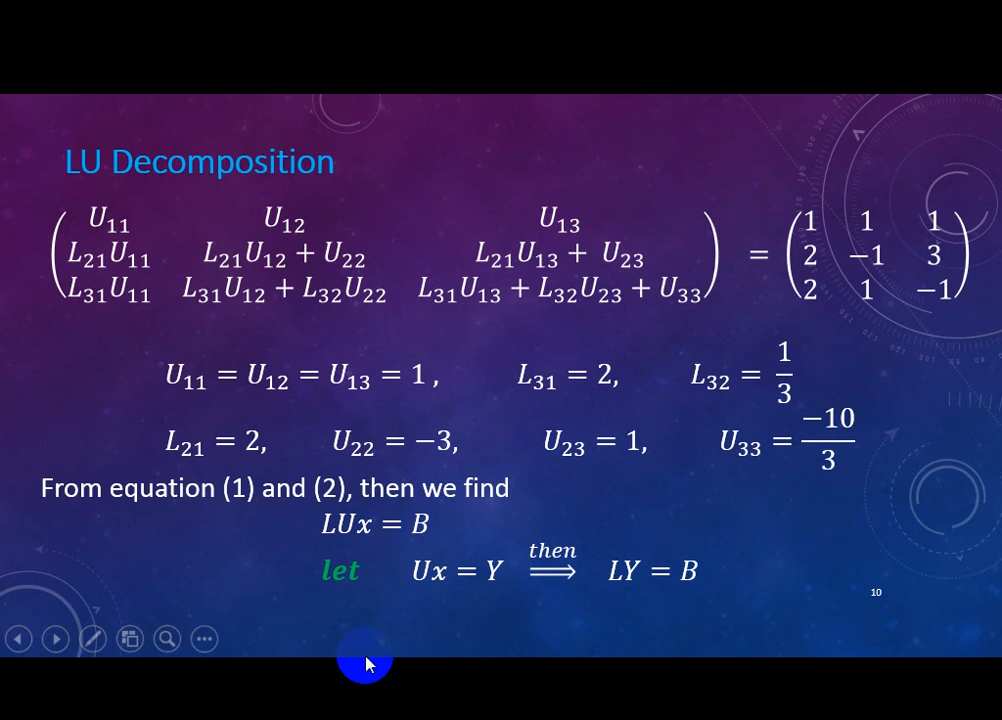 LU Decomposition
U₁₁ U₁₂ U₁₃ 1 1 1
L₂₁U₁₁ L₂₁U₁₂ + U₂₂ L₂₁U₁₃ + U₂₃ = 2 −1 3
L₃₁U₁₁ L₃₁U₁₂ + L₃₂U₂₂ L₃₁U₁₃ + L₃₂U₂₃ + U₃₃ 2 1 −1
U₁₁ = U₁₂ = U₁₃ = 1 , L₃₁ = 2, L₃₂ = 1/3
L₂₁ = 2, U₂₂ = −3, U₂₃ = 1, U₃₃ = −10/3
From equation (1) and (2), then we find
LUx = B
let Ux = Y then ⟹ LY = B
10